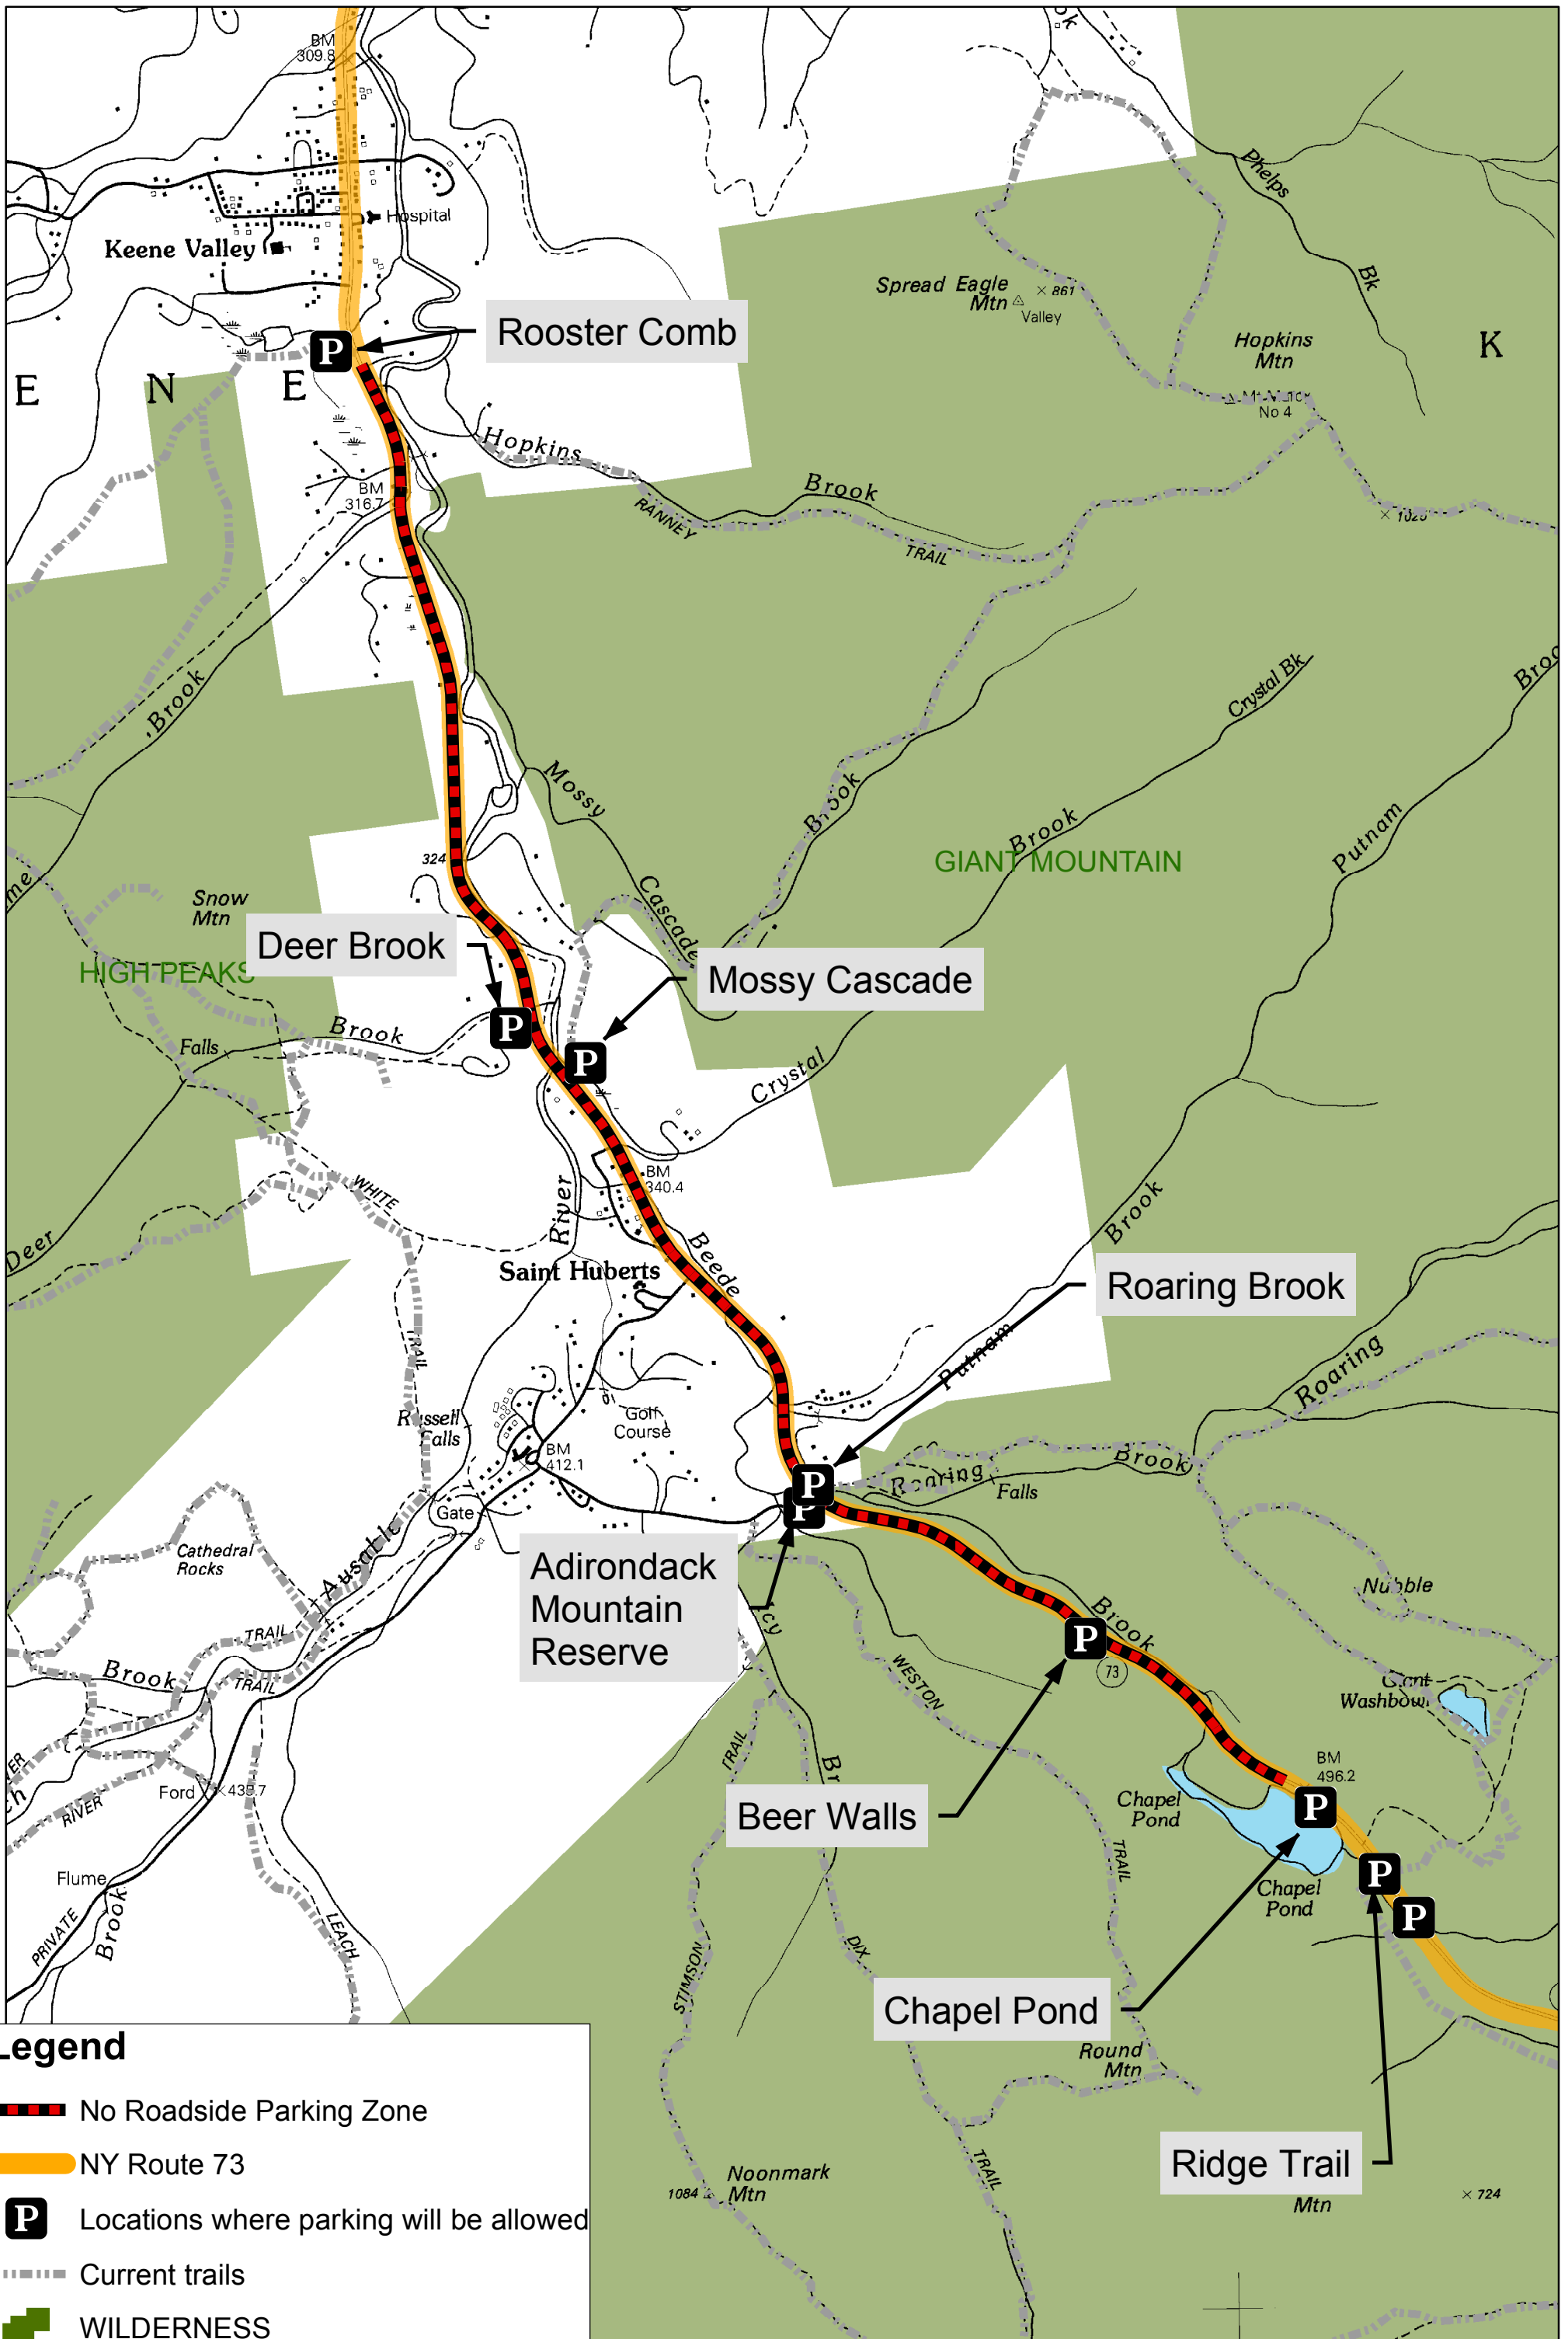 ok
BM
309.8
Phelps
Bk
Hospital
Keene Valley
Spread Eagle
Mtn
861
Valley
Rooster Comb
Hopkins
Mtn
K
E N E
No 4
Hopkins
Brook
BM
316.7
RANNEY
TRAIL
Brook
Crystal Bk
Mossy
Brook
Brook
Putnam
324
GIANT MOUNTAIN
Snow
Mtn
Cascade
Deer Brook
HIGH PEAKS
Mossy Cascade
P
Brook
Falls
P
Crystal
WHITE
BM
340.4
River
Brook
Deer
Beede
Saint Huberts
Roaring Brook
TRAIL
Putnam
Roaring
Russell
Falls
Golf
Course
BM
412.1
P
P
P
Roaring
Brook
Falls
Gate
Cathedral
Rocks
Ausable
Adirondack
Mountain
Reserve
Nubble
Brook
P
73
TRAIL
Brook
TRAIL
WESTON
Giant
Washbowl
TRAIL
Br
BM
496.2
Ford
RIVER
Beer Walls
Chapel
Pond
P
TRAIL
Flume
P
Chapel
Pond
P
PRIVATE
Brook
LEACH
DIX
STIMSON
Chapel Pond
Round
Mtn
Legend
No Roadside Parking Zone
NY Route 73
P Locations where parking will be allowed
Current trails
WILDERNESS
TRAIL
Ridge Trail
Mtn
724
Noonmark
Mtn
1084